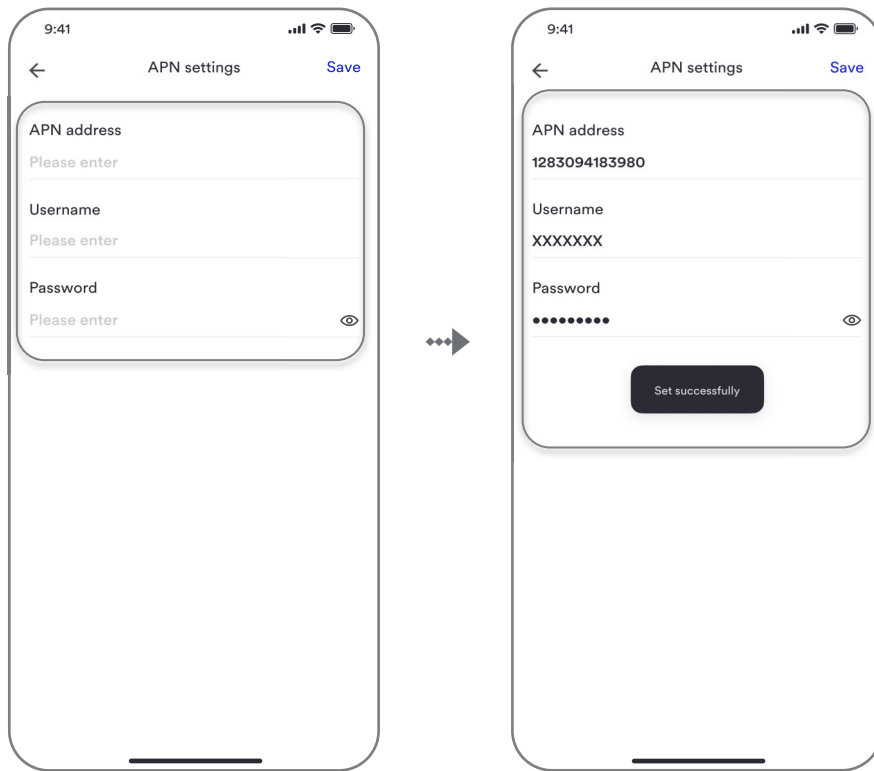 9:41
APN settings
Save
APN address
Please enter
Username
Please enter
Password
Please enter
9:41
APN settings
Save
APN address
1283094183980
Username
XXXXXXX
Password
•••••••••
Set successfully